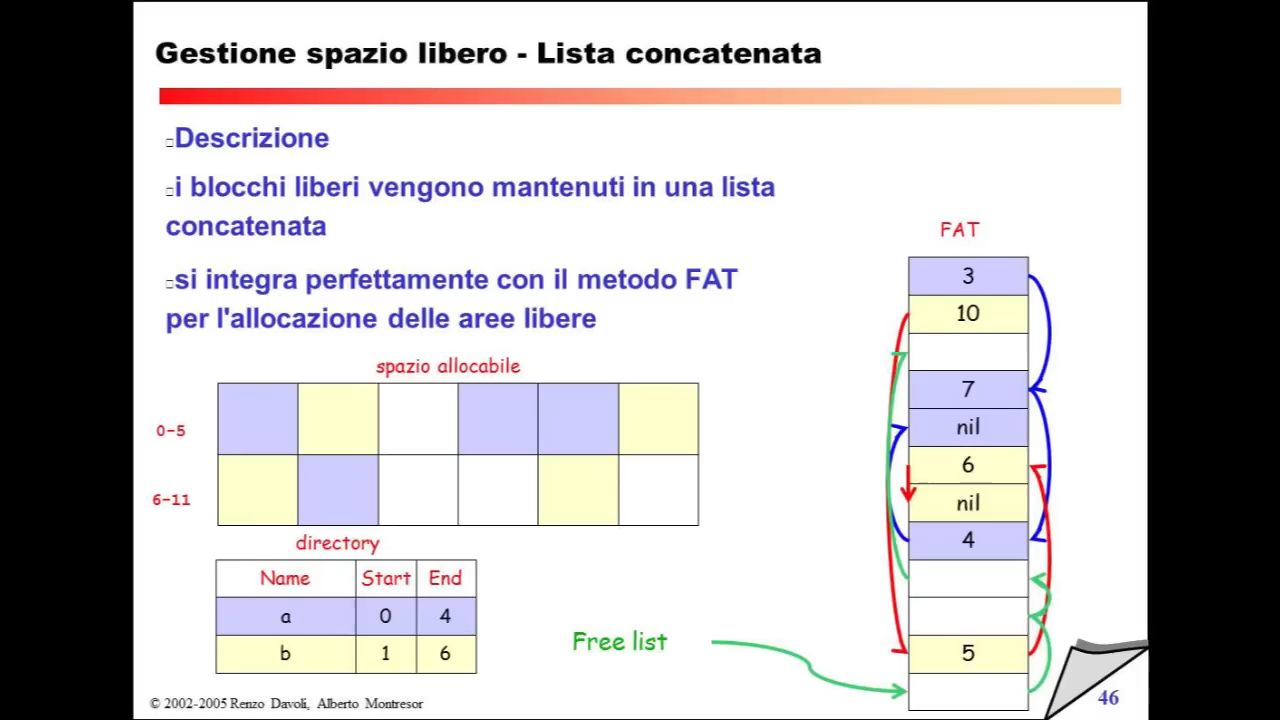 Gestione spazio libero - Lista concatenata
Descrizione
i blocchi liberi vengono mantenuti in una lista
concatenata
si integra perfettamente con il metodo FAT
per l'allocazione delle aree libere
spazio allocabile
0-5
6-11
directory
Name Start End
a 0 4
b 1 6
Free list
FAT
3
10
7
nil
6
nil
4
5
© 2002-2005 Renzo Davoli, Alberto Montresor
46